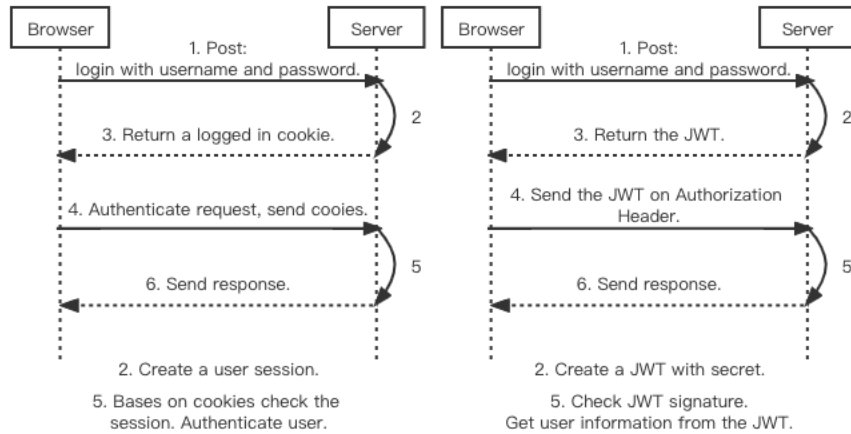 Browser
Server
1. Post:
login with username and password.
2
3. Return a logged in cookie.
4. Authenticate request, send cooies.
5
6. Send response.
2. Create a user session.
5. Bases on cookies check the
session. Authenticate user.
Browser
Server
1. Post:
login with username and password.
2
3. Return the JWT.
4. Send the JWT on Authorization
Header.
5
6. Send response.
2. Create a JWT with secret.
5. Check JWT signature.
Get user information from the JWT.